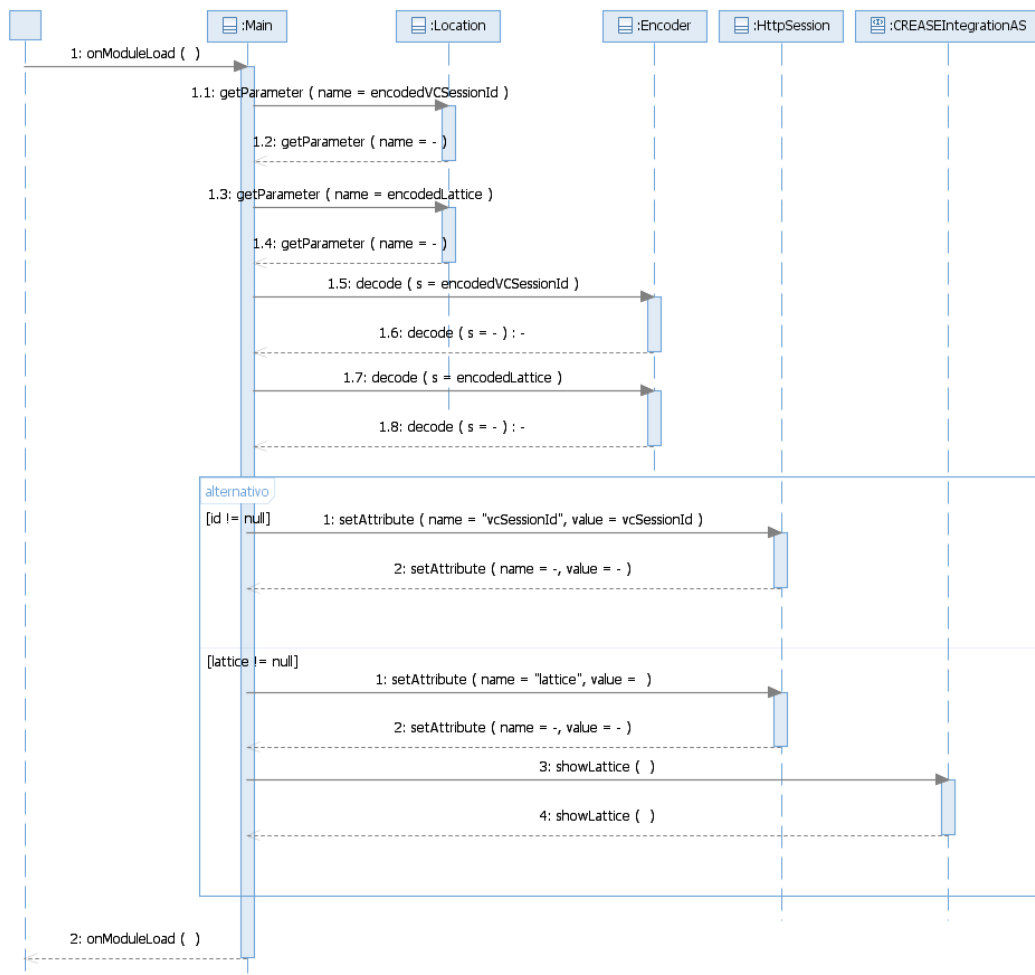 :Main
:Location
:Encoder
:HttpSession
:CREASEIntegrationAS
1: onModuleLoad (  )
1.1: getParameter ( name = encodedVCSessionId )
1.2: getParameter ( name = - )
1.3: getParameter ( name = encodedLattice )
1.4: getParameter ( name = - )
1.5: decode ( s = encodedVCSessionId )
1.6: decode ( s = - ) : -
1.7: decode ( s = encodedLattice )
1.8: decode ( s = - ) : -
alternativo
[id != null]
1: setAttribute ( name = "vcSessionId", value = vcSessionId )
2: setAttribute ( name = -, value = - )
[lattice != null]
1: setAttribute ( name = "lattice", value =  )
2: setAttribute ( name = -, value = - )
3: showLattice (  )
4: showLattice (  )
2: onModuleLoad (  )